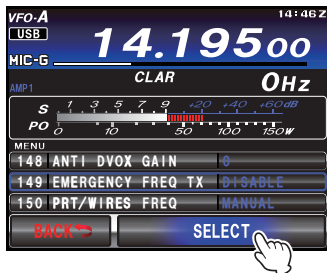 VFO-A 14:46Z
USB
14.19500
MIC-G
CLAR 0Hz
AMP1
S 1 3 5 7 9 +20 +40 +60dB
PO 0 10 50 100 150W
MENU
148 ANTI DVOX GAIN 0
149 EMERGENCY FREQ TX DISABLE
150 PRT/WIRES FREQ MANUAL
BACK SELECT